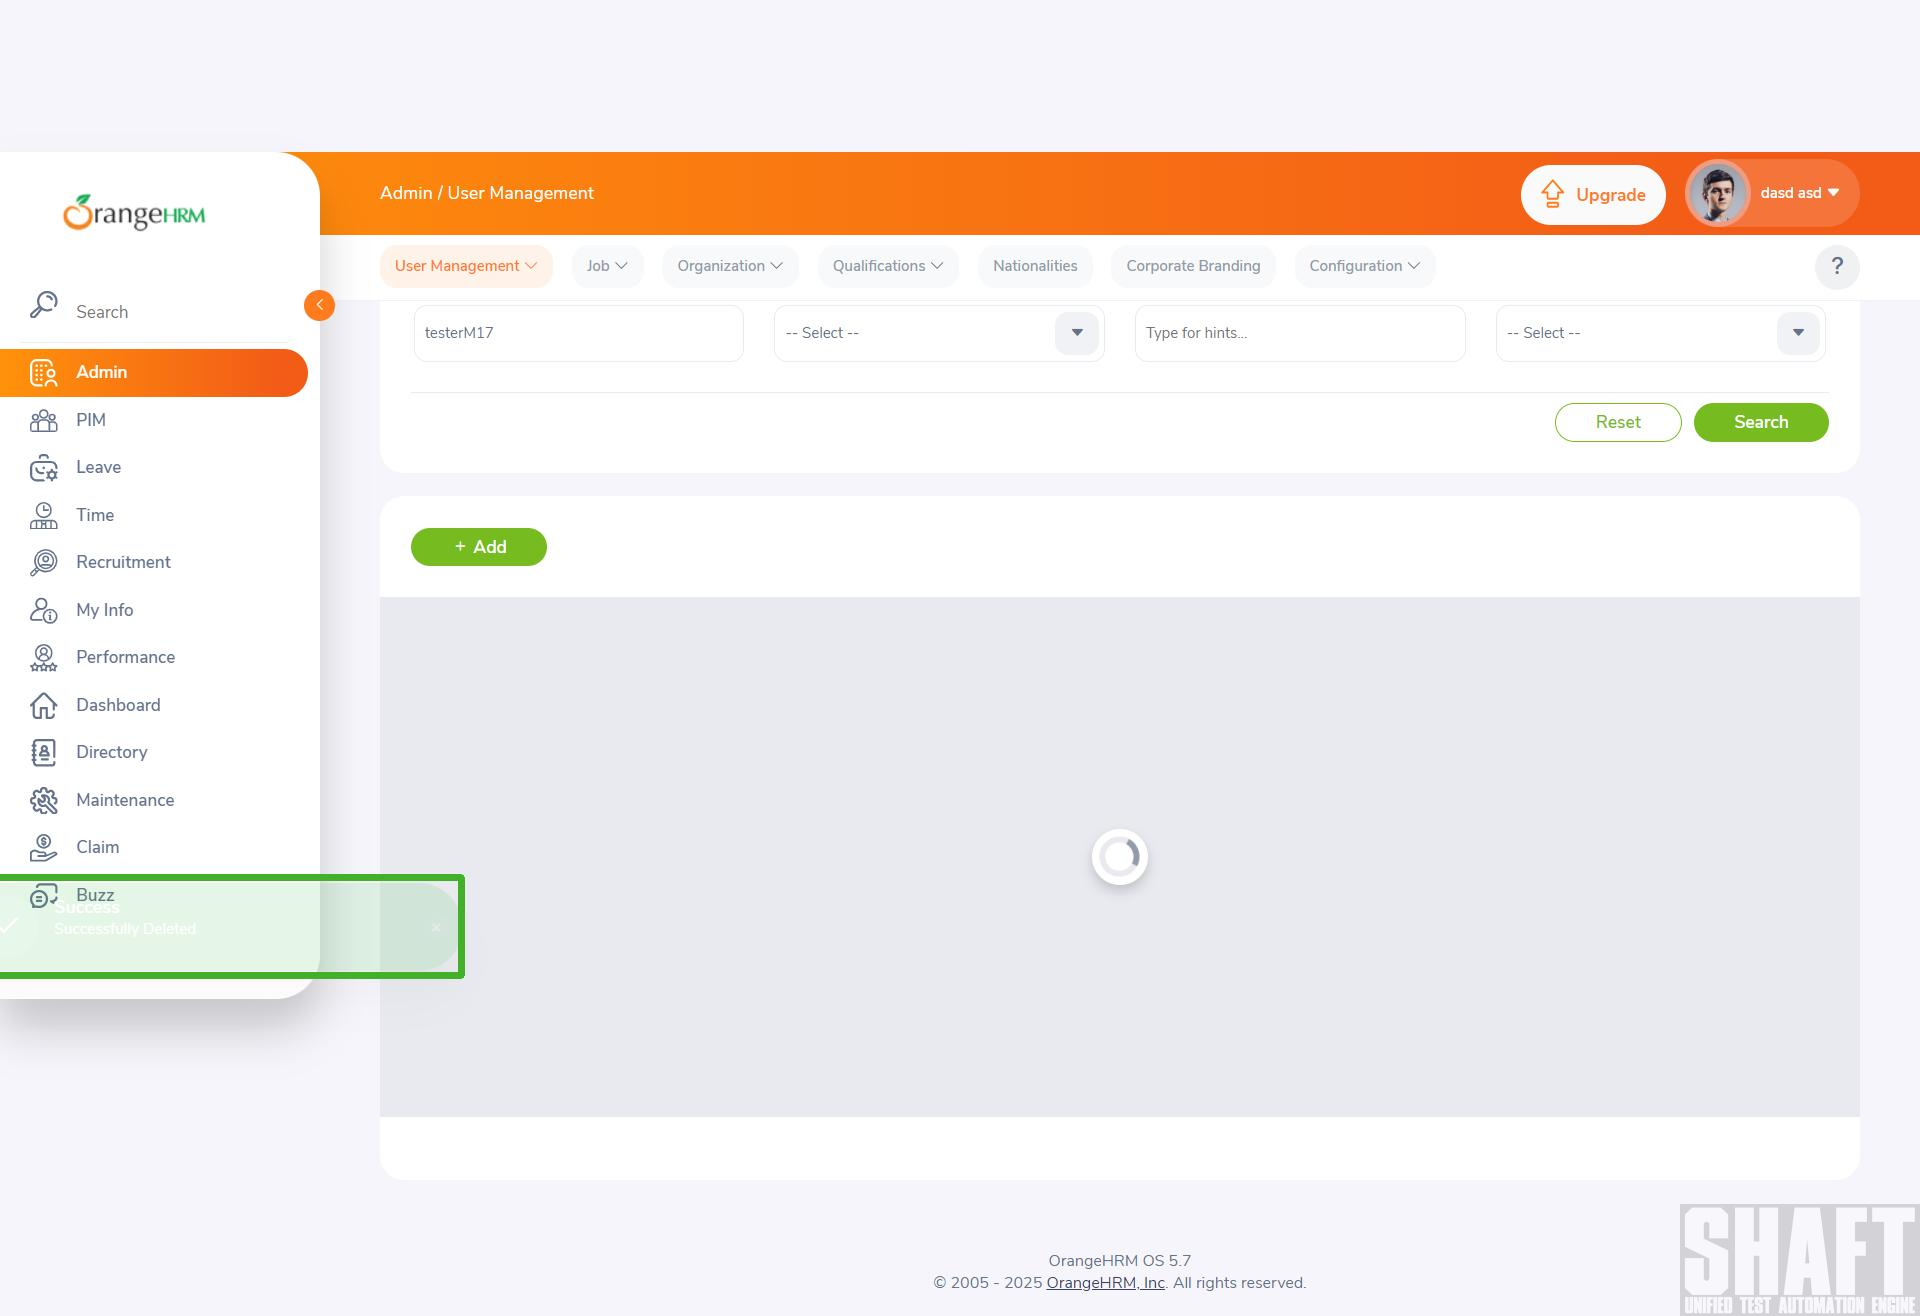 Admin / User Management
Upgrade
dasd asd
OrangeHRM
User Management
Job
Organization
Qualifications
Nationalities
Corporate Branding
Configuration
?
Search
testerM17
-- Select --
Type for hints...
-- Select --
Admin
PIM
Reset
Search
Leave
Time
+ Add
Recruitment
My Info
Performance
Dashboard
Directory
Maintenance
Claim
Buzz
Success
Successfully Deleted
×
OrangeHRM OS 5.7
© 2005 - 2025 OrangeHRM, Inc. All rights reserved.
SHAFT
UNIFIED TEST AUTOMATION ENGINE